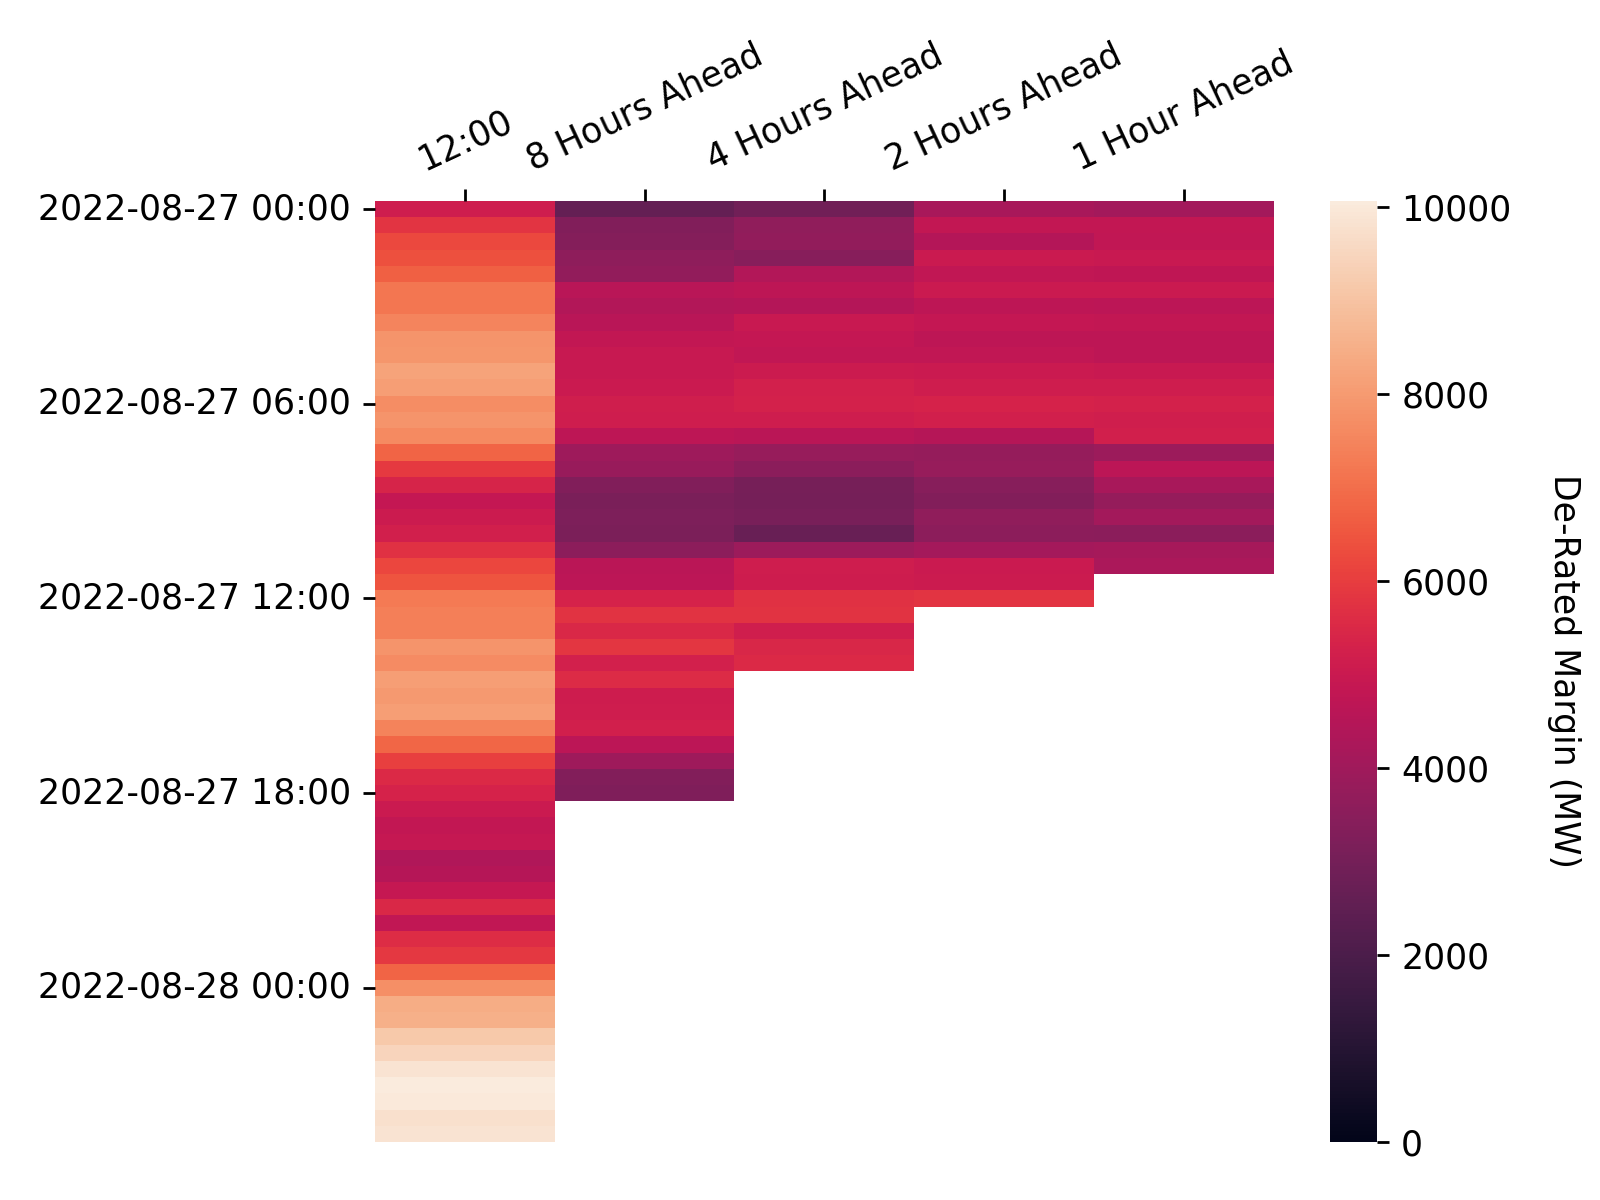 12:00
8 Hours Ahead
4 Hours Ahead
2 Hours Ahead
1 Hour Ahead
2022-08-27 00:00
2022-08-27 06:00
2022-08-27 12:00
2022-08-27 18:00
2022-08-28 00:00
10000
8000
6000
4000
2000
0
De-Rated Margin (MW)